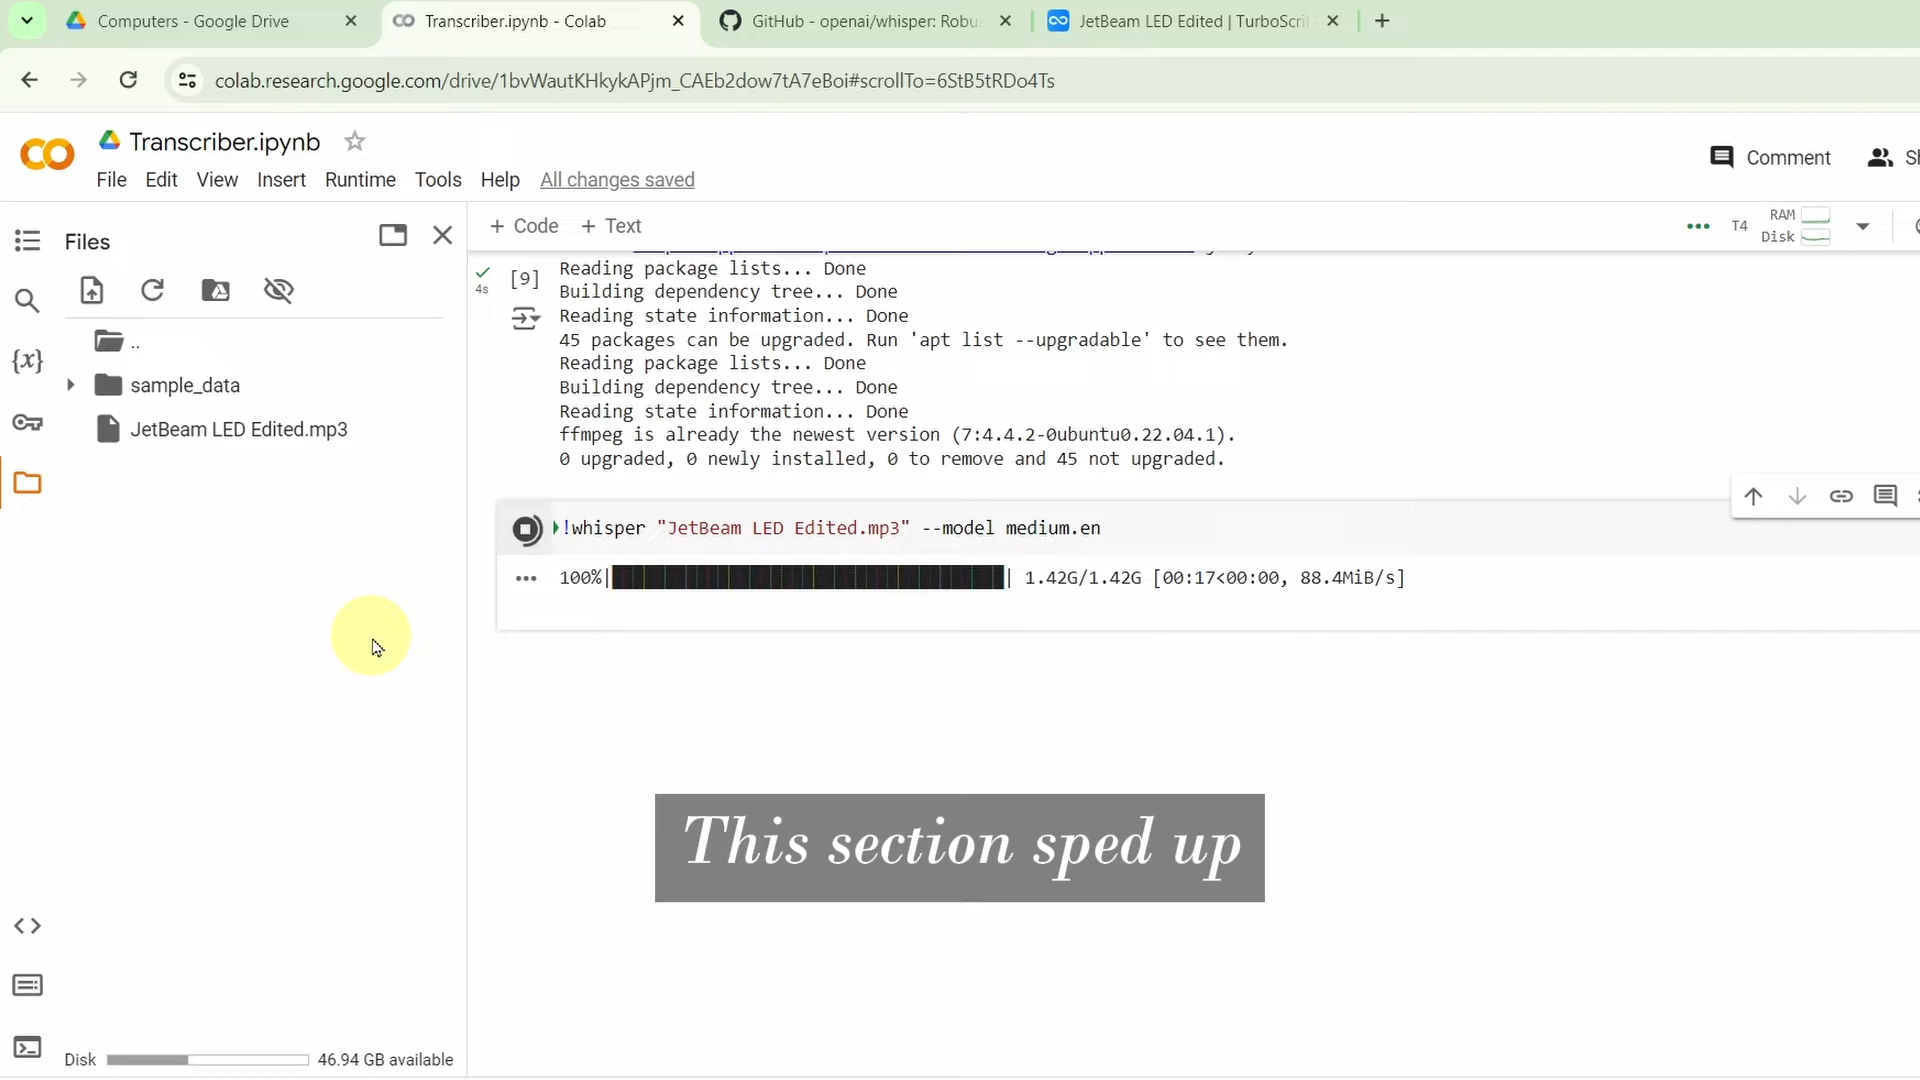 Computers - Google Drive
Transcriber.ipynb - Colab
GitHub - openai/whisper: Robu
JetBeam LED Edited | TurboScri
colab.research.google.com/drive/1bvWautKHkykAPjm_CAEb2dow7tA7eBoi#scrollTo=6StB5tRDo4Ts
Transcriber.ipynb
Comment
File Edit View Insert Runtime Tools Help All changes saved
Files
+ Code + Text
T4
RAM
Disk
..
sample_data
JetBeam LED Edited.mp3
{x}
4s
[9]
Reading package lists... Done
Building dependency tree... Done
Reading state information... Done
45 packages can be upgraded. Run 'apt list --upgradable' to see them.
Reading package lists... Done
Building dependency tree... Done
Reading state information... Done
ffmpeg is already the newest version (7:4.4.2-0ubuntu0.22.04.1).
0 upgraded, 0 newly installed, 0 to remove and 45 not upgraded.
!whisper "JetBeam LED Edited.mp3" --model medium.en
100%|███████████████████████████████████████| 1.42G/1.42G [00:17<00:00, 88.4MiB/s]
This section sped up
Disk 46.94 GB available